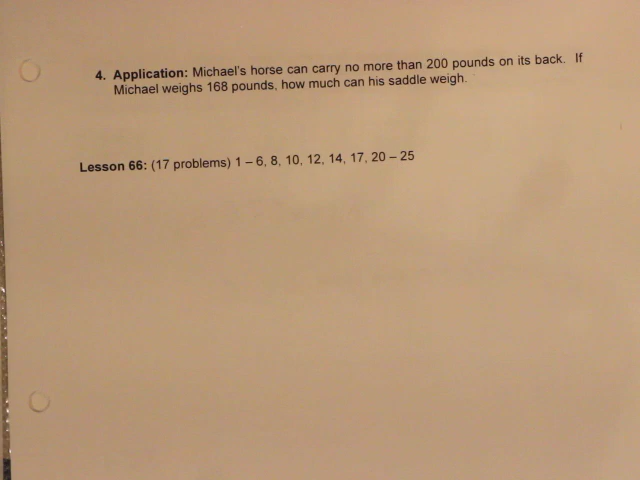 4. Application: Michael's horse can carry no more than 200 pounds on its back. If
Michael weighs 168 pounds, how much can his saddle weigh.
Lesson 66: (17 problems) 1 – 6, 8, 10, 12, 14, 17, 20 – 25